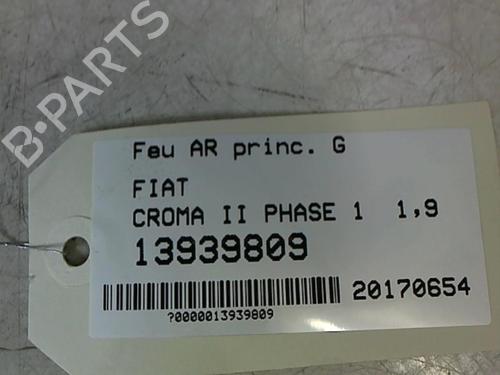 B-PARTS
Feu AR princ. G
FIAT
CROMA II PHASE 1 1,9
13939809
20170654
?0000013939809